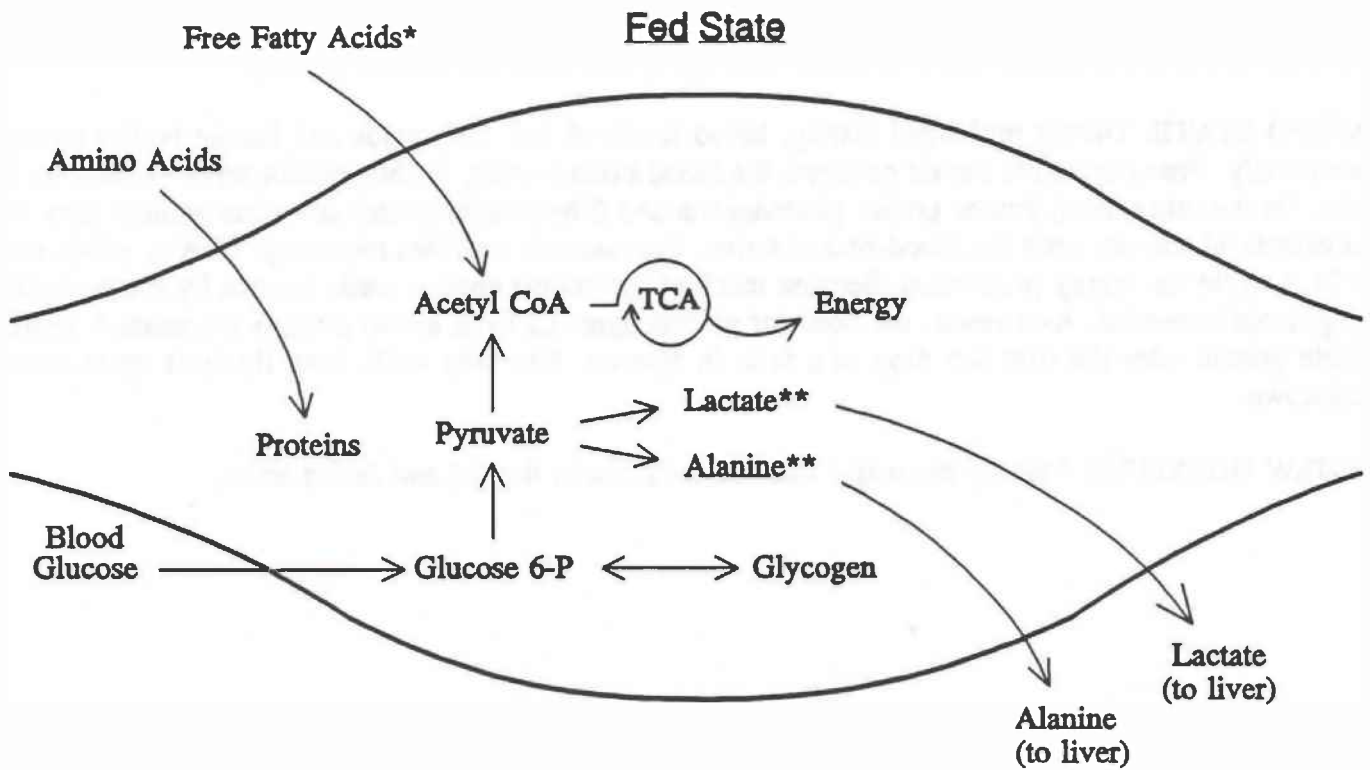 Fed State
Free Fatty Acids*
Amino Acids
Acetyl CoA
TCA
Energy
Proteins
Pyruvate
Lactate**
Alanine**
Blood
Glucose
Glucose 6-P
Glycogen
Lactate
(to liver)
Alanine
(to liver)